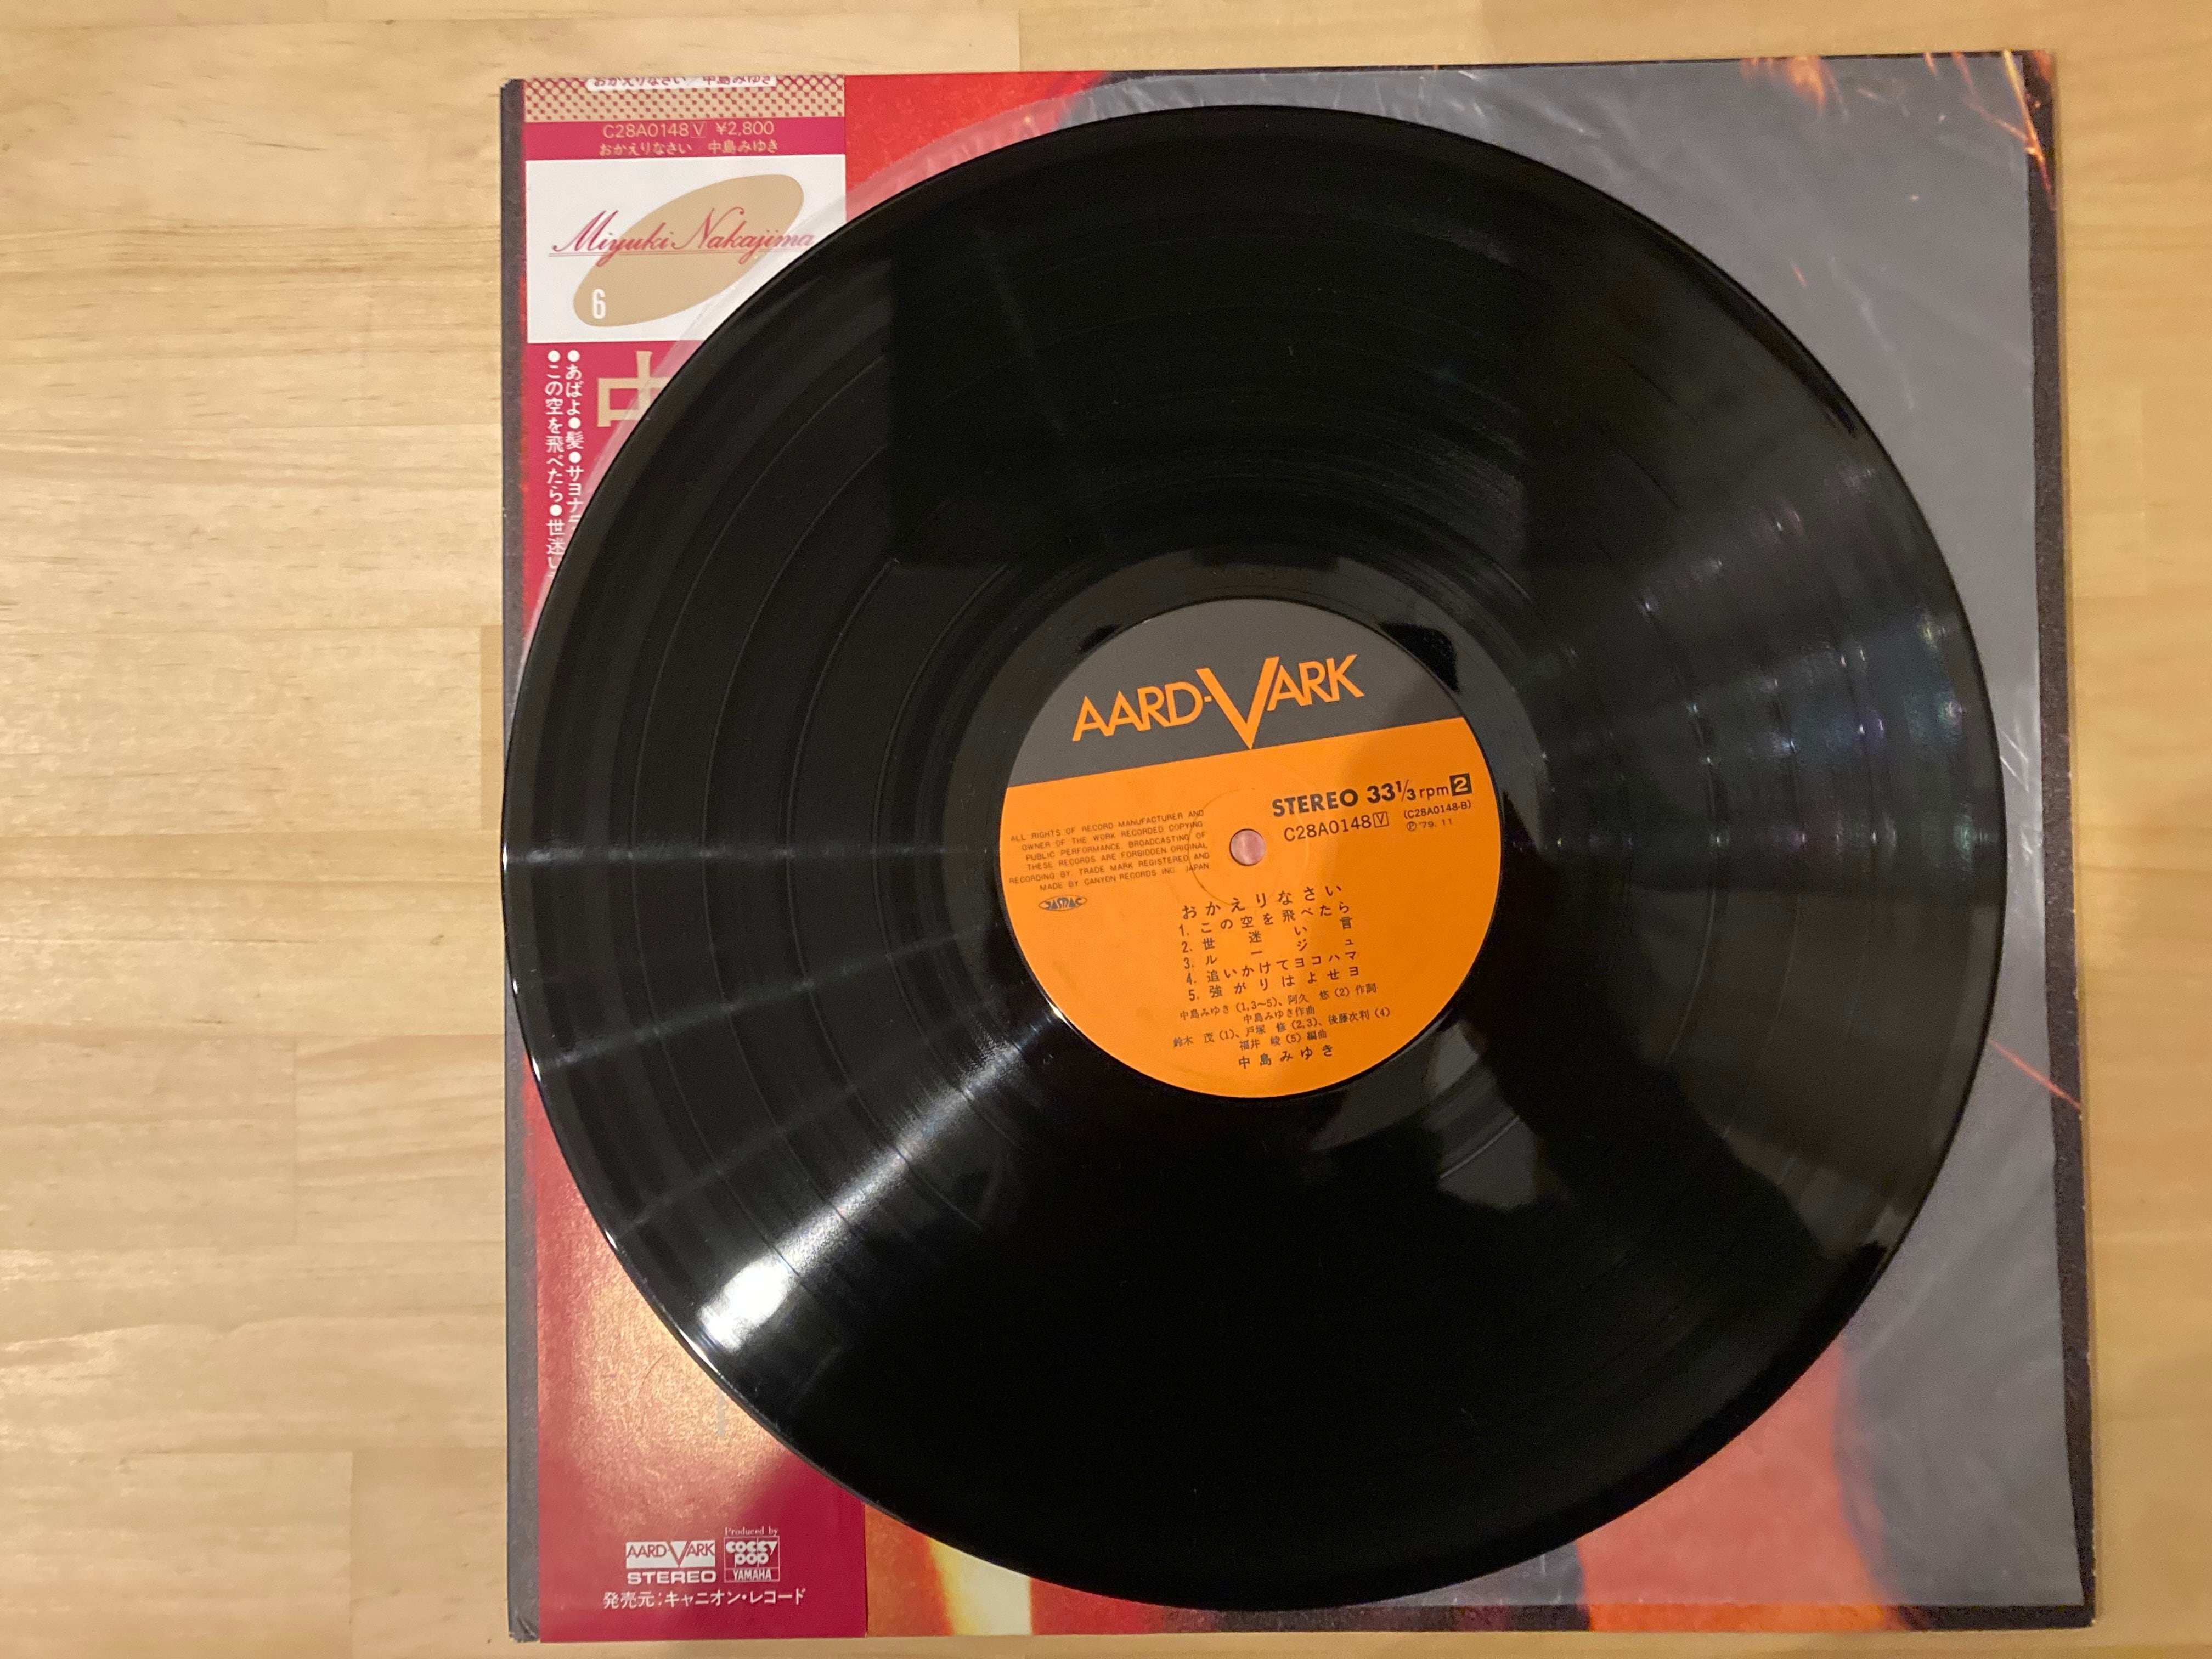 おかえりなさい 中島みゆき
C28A0148 V ¥2,800
おかえりなさい 中島みゆき
Miyuki Nakajima
6
中
●あばよ●髪●サヨナラ
●この空を飛べたら●世迷い
AARD-VARK
STEREO 33 1/3 rpm 2
C28A0148 V (C28A0148-B)
Ⓟ '79. 11
ALL RIGHTS OF RECORD MANUFACTURER AND
OWNER OF THE WORK RECORDED COPYING
PUBLIC PERFORMANCE. BROADCASTING OF
THESE RECORDS ARE FORBIDDEN ORIGINAL
RECORDING BY. TRADE MARK REGISTERED AND
MADE BY CANYON RECORDS INC. JAPAN
JASRAC
おかえりなさい
1. この空を飛べたら
2. 世迷い言
3. ルージュ
4. 追いかけてヨコハマ
5. 強がりはよせヨ
中島みゆき (1,3〜5)、阿久 悠 (2) 作詞
中島みゆき作曲
鈴木 茂 (1)、戸塚 修 (2,3)、後藤次利 (4)
福井 崚 (5) 編曲
中島みゆき
AARD-VARK
STEREO
Produced by
COCKY
POP
YAMAHA
発売元:キャニオン・レコード